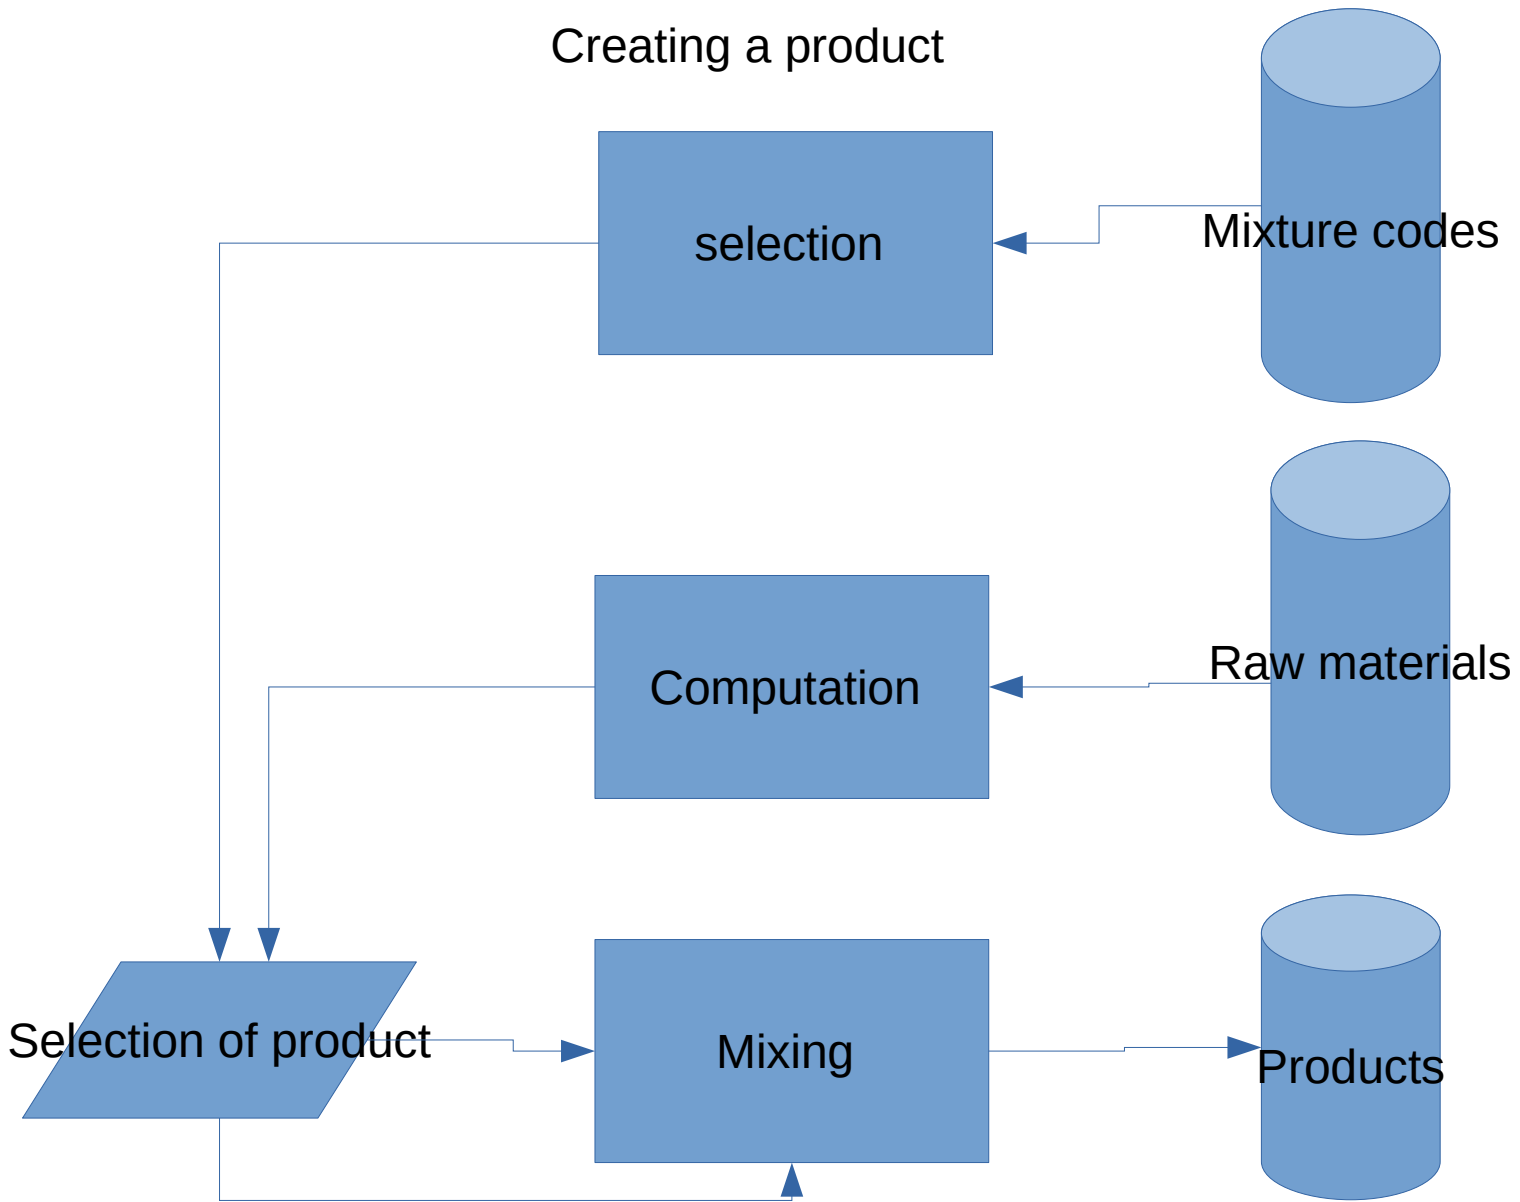 Creating a product
selection
Mixture codes
Computation
Raw materials
Selection of product
Mixing
Products